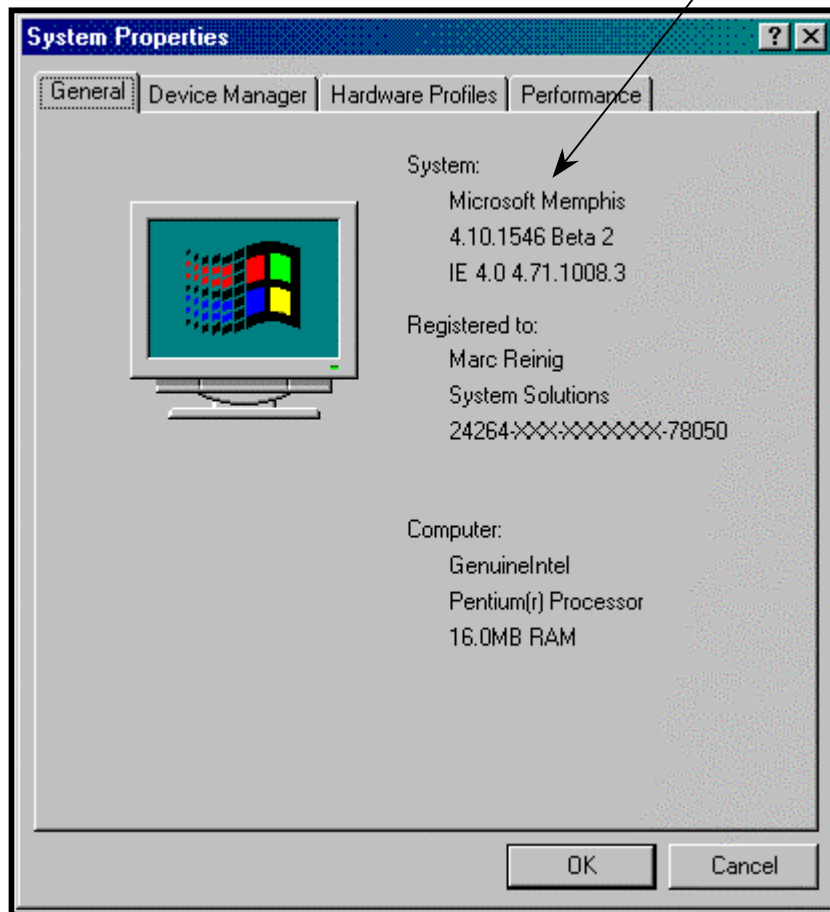 System Properties
General Device Manager Hardware Profiles Performance
System:
Microsoft Memphis
4.10.1546 Beta 2
IE 4.0 4.71.1008.3
Registered to:
Marc Reinig
System Solutions
24264-XXX-XXXXXXX-78050
Computer:
GenuineIntel
Pentium(r) Processor
16.0MB RAM
OK Cancel